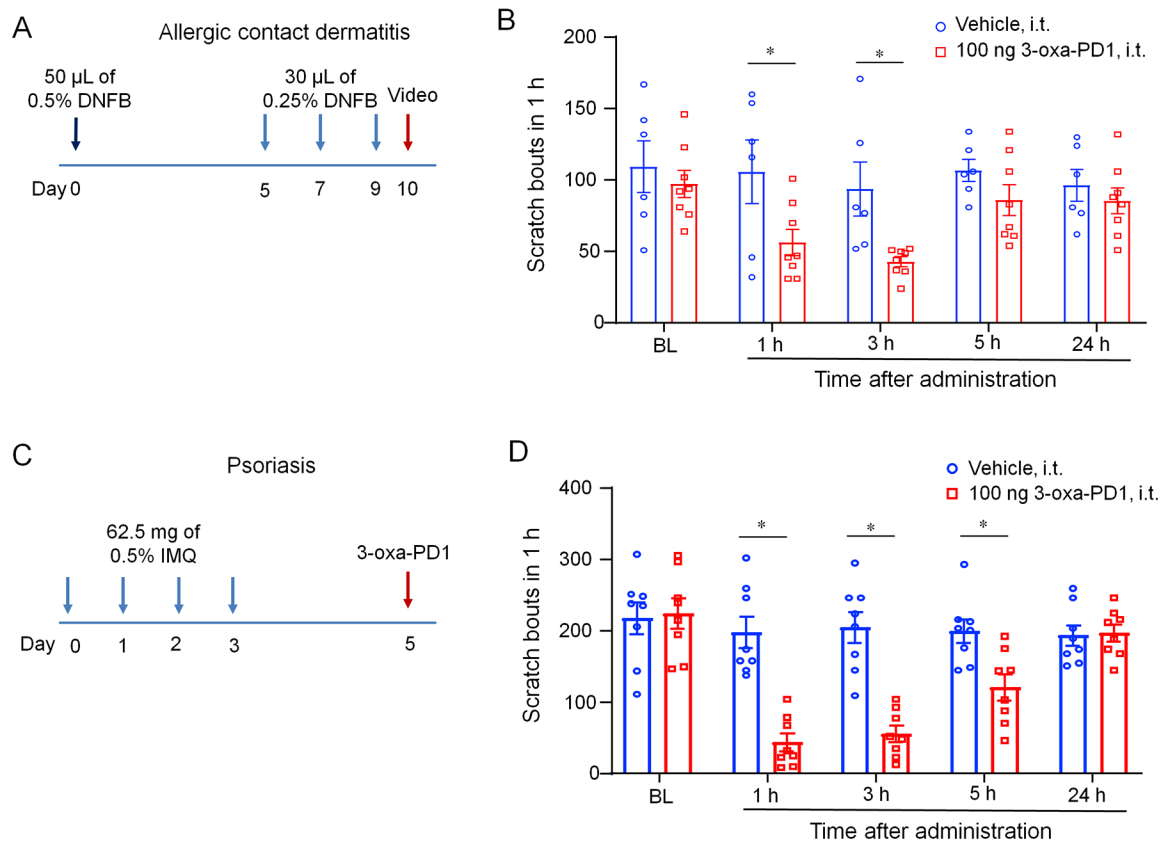 A
Allergic contact dermatitis
50 µL of
0.5% DNFB
30 µL of
0.25% DNFB
Video
Day 0 5 7 9 10
B
Vehicle, i.t.
100 ng 3-oxa-PD1, i.t.
Scratch bouts in 1 h
200
150
100
50
0
* *
BL 1 h 3 h 5 h 24 h
Time after administration
C
Psoriasis
62.5 mg of
0.5% IMQ
3-oxa-PD1
Day 0 1 2 3 5
D
Vehicle, i.t.
100 ng 3-oxa-PD1, i.t.
Scratch bouts in 1 h
400
300
200
100
0
* * *
BL 1 h 3 h 5 h 24 h
Time after administration